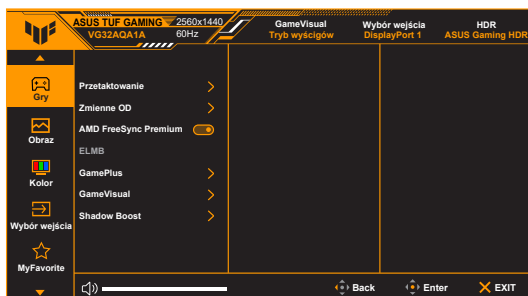 ASUS TUF GAMING
VG32AQA1A
2560x1440
60Hz
GameVisual
Tryb wyścigów
Wybór wejścia
DisplayPort 1
HDR
ASUS Gaming HDR
Gry
Obraz
Kolor
Wybór wejścia
MyFavorite
Przetaktowanie
Zmienne OD
AMD FreeSync Premium
ELMB
GamePlus
GameVisual
Shadow Boost
Back
Enter
EXIT